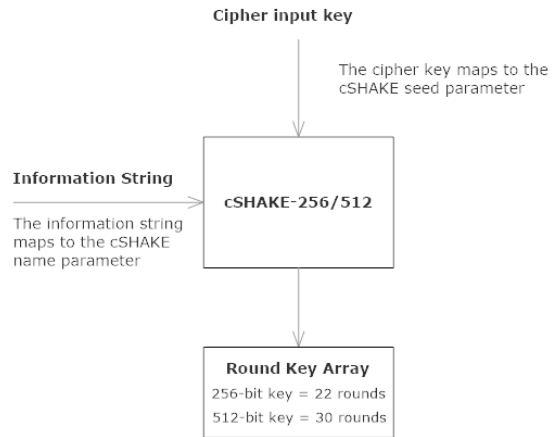 Cipher input key
The cipher key maps to the
cSHAKE seed parameter
Information String
cSHAKE-256/512
The information string
maps to the cSHAKE
name parameter
Round Key Array
256-bit key = 22 rounds
512-bit key = 30 rounds